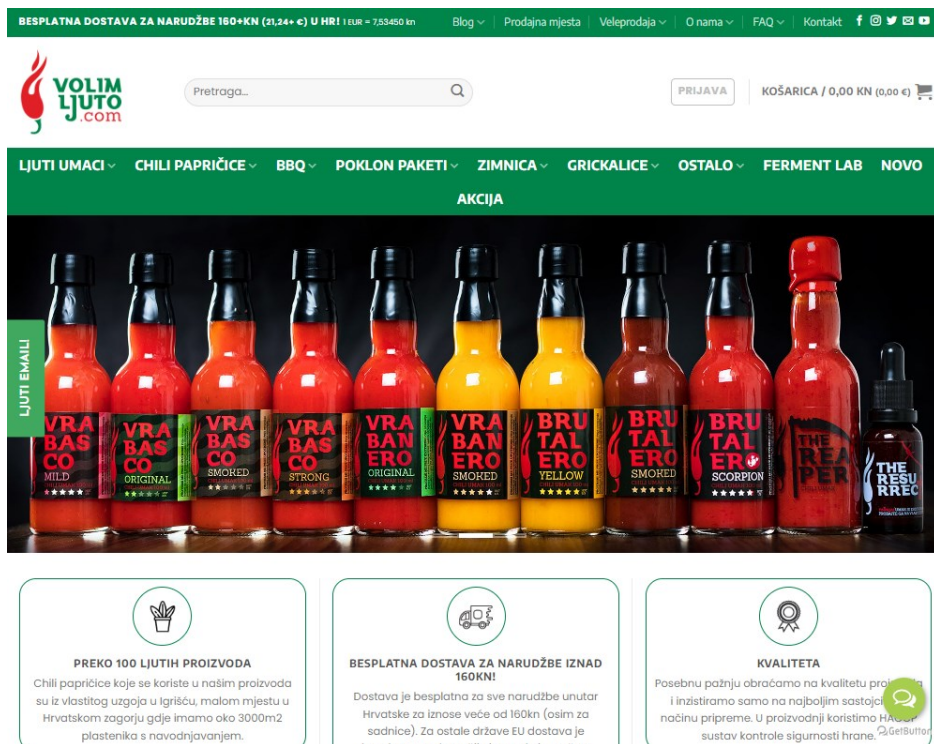 BESPLATNA DOSTAVA ZA NARUDŽBE 160+KN (21,24+ €) U HR! 1 EUR = 7,53450 kn
Blog Prodajna mjesta Veleprodaja O nama FAQ Kontakt
VOLIM
LJUTO
.com
Pretraga...
PRIJAVA
KOŠARICA / 0,00 KN (0,00 €)
LJUTI UMACI CHILI PAPRIČICE BBQ POKLON PAKETI ZIMNICA GRICKALICE OSTALO FERMENT LAB NOVO
AKCIJA
LJUTI EMAILI
VRA
BAS
CO
MILD
VRA
BAS
CO
ORIGINAL
VRA
BAS
CO
SMOKED
VRA
BAS
CO
STRONG
VRA
BAN
ERO
ORIGINAL
VRA
BAN
ERO
SMOKED
BRU
TAL
ERO
YELLOW
BRU
TAL
ERO
SMOKED
BRU
TAL
ERO
SCORPION
THE
REA
PER
THE
RESU
RREC
PREKO 100 LJUTIH PROIZVODA
Chili papričice koje se koriste u našim proizvoda
su iz vlastitog uzgoja u Igrišću, malom mjestu u
Hrvatskom zagorju gdje imamo oko 3000m2
plastenika s navodnjavanjem.
BESPLATNA DOSTAVA ZA NARUDŽBE IZNAD
160KN!
Dostava je besplatna za sve narudžbe unutar
Hrvatske za iznose veće od 160kn (osim za
sadnice). Za ostale države EU dostava je
KVALITETA
Posebnu pažnju obraćamo na kvalitetu
i inzistiramo samo na najboljim
načinu pripreme. U proizvodnji koristimo
sustav kontrole sigurnosti hrane.
GetButton